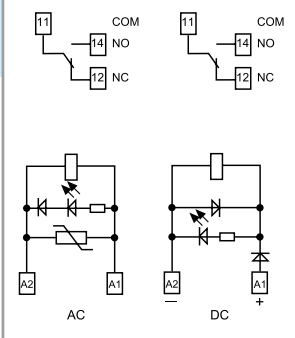 11 COM 11 COM
14 NO 14 NO
12 NC 12 NC
A2 A1 A2 A1
— +
AC DC